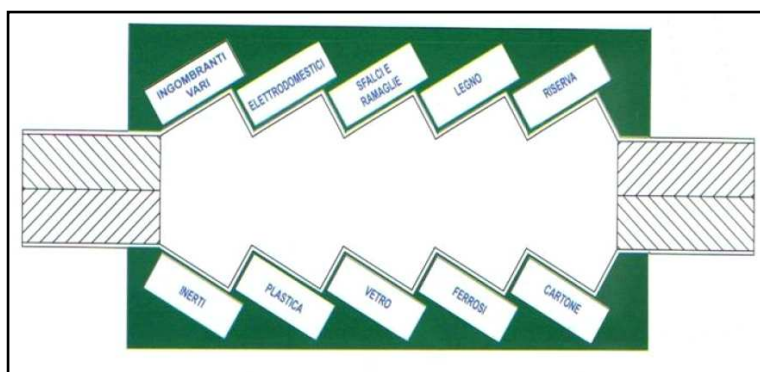 INGOMBRANTI
VARI
ELETTRODOMESTICI
SFALCI E
RAMAGLIE
LEGNO
RISERVA
INERTI
PLASTICA
VETRO
FERROSI
CARTONE